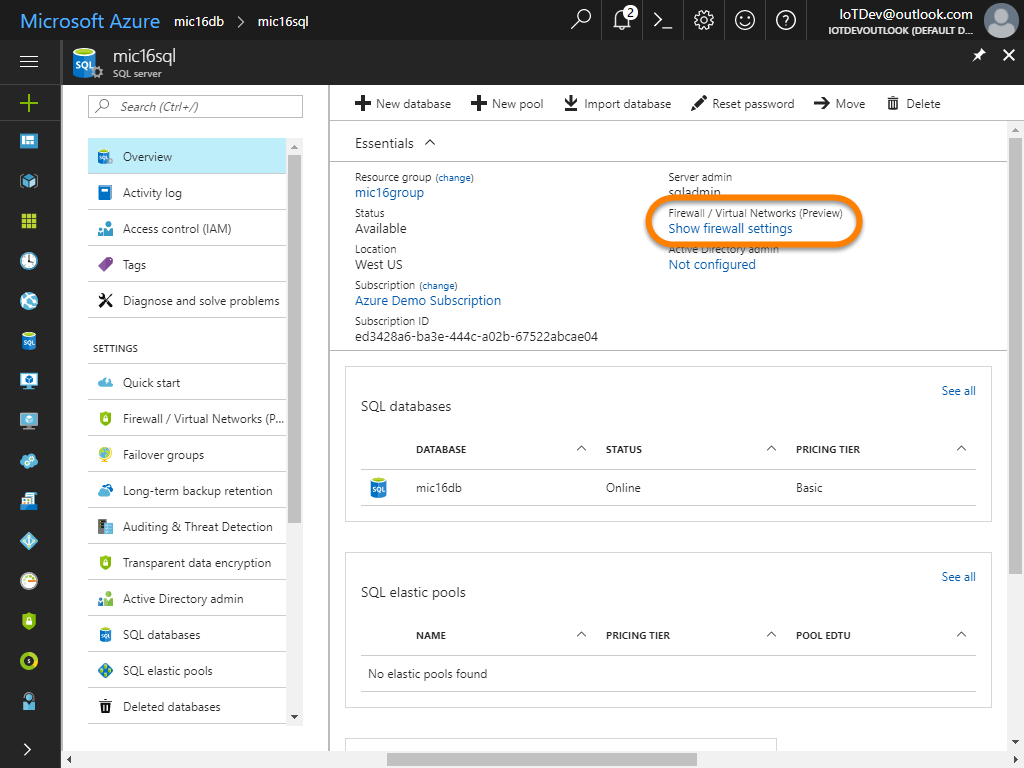 Microsoft Azure mic16db > mic16sql
2
IoTDev@outlook.com
IOTDEVOUTLOOK (DEFAULT D...
SQL
mic16sql
SQL server
Search (Ctrl+/)
Overview
Activity log
Access control (IAM)
Tags
Diagnose and solve problems
SETTINGS
Quick start
Firewall / Virtual Networks (P...
Failover groups
Long-term backup retention
Auditing & Threat Detection
Transparent data encryption
Active Directory admin
SQL databases
SQL elastic pools
Deleted databases
New database
New pool
Import database
Reset password
Move
Delete
Essentials
Resource group (change)
mic16group
Status
Available
Location
West US
Subscription (change)
Azure Demo Subscription
Subscription ID
ed3428a6-ba3e-444c-a02b-67522abcae04
Server admin
sqladmin
Firewall / Virtual Networks (Preview)
Show firewall settings
Active Directory admin
Not configured
See all
SQL databases
DATABASE STATUS PRICING TIER
SQL mic16db Online Basic
See all
SQL elastic pools
NAME PRICING TIER POOL EDTU
No elastic pools found